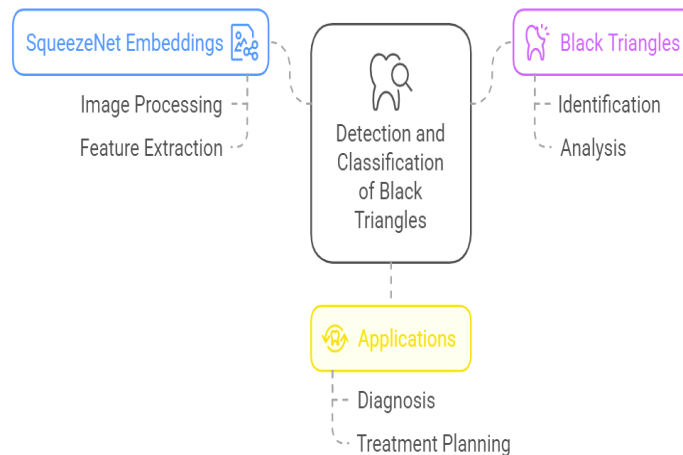 SqueezeNet Embeddings
Image Processing
Feature Extraction
Detection and
Classification
of Black
Triangles
Black Triangles
Identification
Analysis
Applications
Diagnosis
Treatment Planning